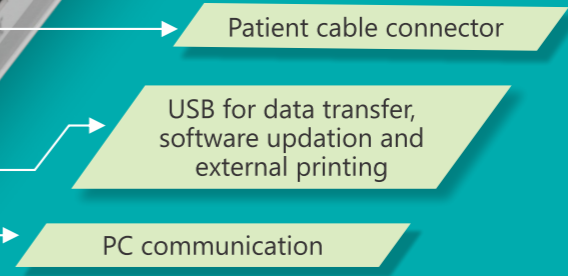 Patient cable connector
USB for data transfer,
software updation and
external printing
PC communication